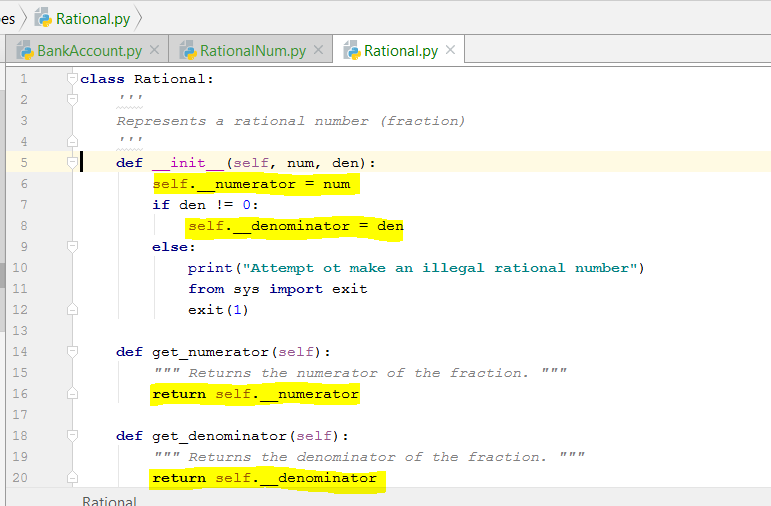 es Rational.py
BankAccount.py × RationalNum.py × Rational.py ×
1 class Rational:
2 '''
3 Represents a rational number (fraction)
4 '''
5 def __init__(self, num, den):
6 self.__numerator = num
7 if den != 0:
8 self.__denominator = den
9 else:
10 print("Attempt ot make an illegal rational number")
11 from sys import exit
12 exit(1)
13
14 def get_numerator(self):
15 """ Returns the numerator of the fraction. """
16 return self.__numerator
17
18 def get_denominator(self):
19 """ Returns the denominator of the fraction. """
20 return self.__denominator
Rational